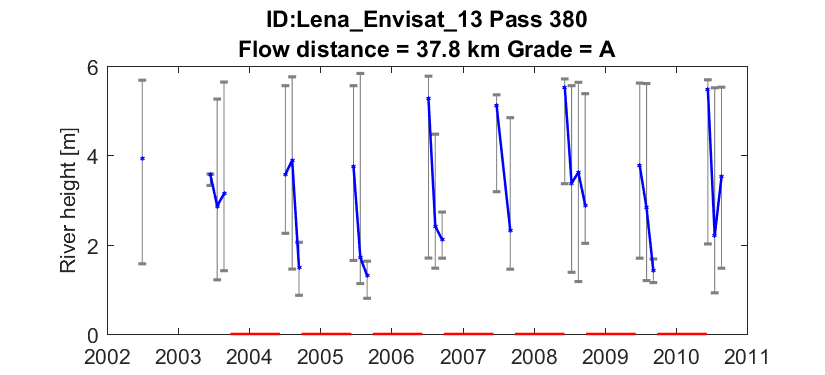 ID:Lena_Envisat_13 Pass 380
Flow distance = 37.8 km Grade = A
River height [m]
6
4
2
0
2002 2003 2004 2005 2006 2007 2008 2009 2010 2011